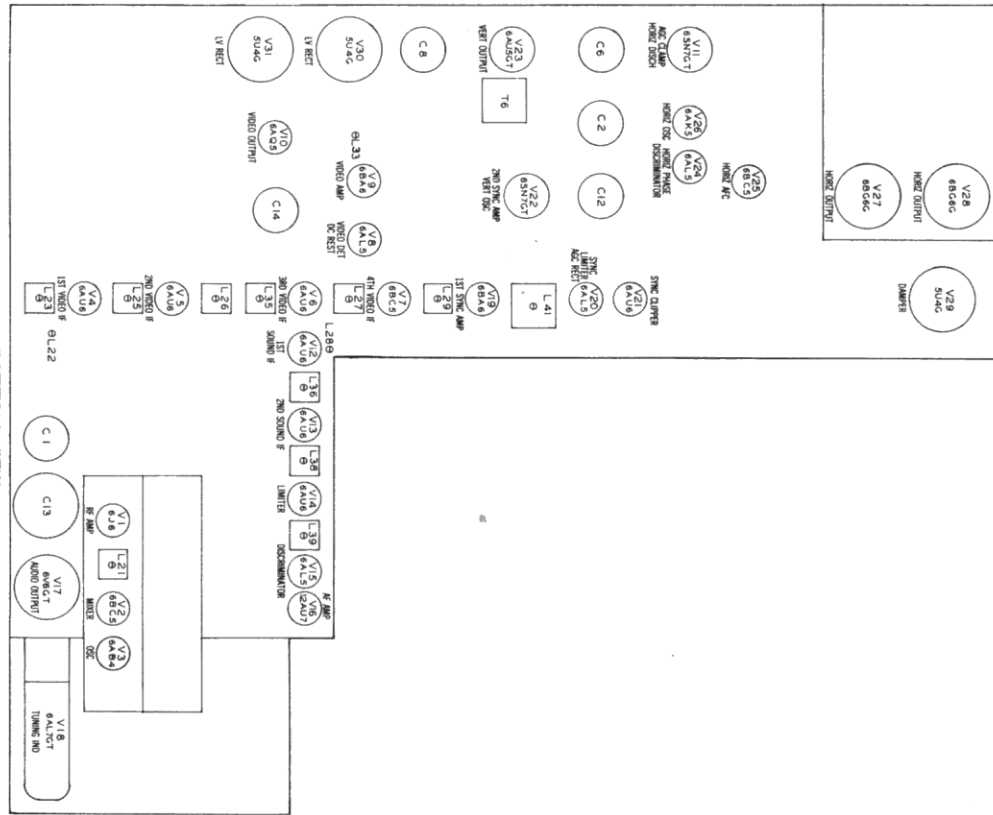 LV RECT
V31
5U4G
LV RECT
V30
5U4G
C8
VERY OUTPUT
V23
6AU5GT
T6
C6
AGC CLAMP
HORIZ DISCH
V11
6SN7GT
VIDEO OUTPUT
V10
6AQ5
C14
θL33
VIDEO AMP
V9
6BA6
VIDEO DET
DC REST
V8
6AL5
2ND SYNC AMP
VERT OSC
V22
6SN7GT
C2
C12
HORIZ OSC
V26
6AK5
HORIZ PHASE
DISCRIMINATOR
V24
6AL5
HORIZ AFC
V25
6BC5
HORIZ OUTPUT
V27
6BG6G
HORIZ OUTPUT
V28
6BG6G
L23
θ
1ST VIDEO IF
V4
6AU6
L25
θ
2ND VIDEO IF
V5
6AU6
L26
θ
L35
θ
3RD VIDEO IF
V6
6AU6
L27
θ
4TH VIDEO IF
V7
6BC5
L29
θ
1ST SYNC AMP
V19
6BA6
L41
θ
SYNC
LIMITER
AGC RECT
V20
6AL5
SYNC CLIPPER
V21
6AU6
DAMPER
V29
5U4G
θL22
L28θ
1ST
SOUND IF
V12
6AU6
L36
θ
2ND SOUND IF
V13
6AU6
L38
θ
LIMITER
V14
6AU6
L39
θ
DISCRIMINATOR
V15
6AL5
AF AMP
V16
12AU7
C1
C13
V17
6V6GT
AUDIO OUTPUT
RF AMP
V1
6J6
L21
θ
MIXER
V2
6BC5
OSC
V3
6AB4
V18
6AL7GT
TUNING IND